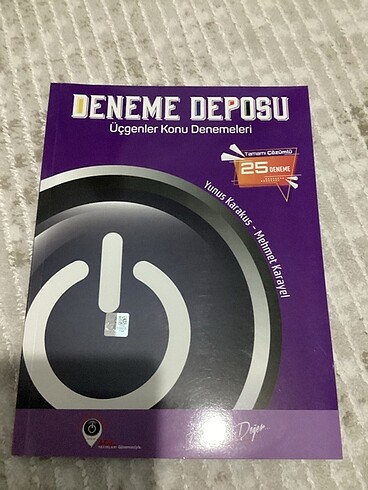 DENEME DEPOSU
Üçgenler Konu Denemeleri
Tamamı Çözümlü
25 DENEME
Yunus Karakuş - Mehmet Karayel